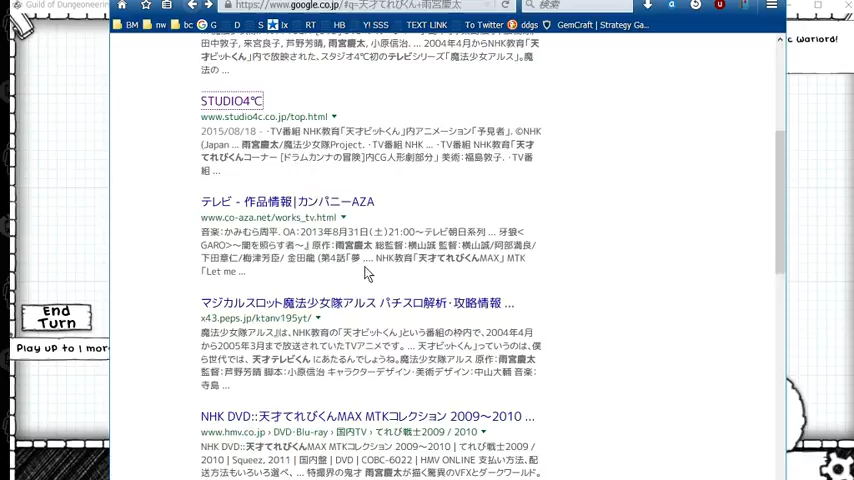 Guild of Dungeoneering
https://www.google.co.jp/#q=天才てれびくん+雨宮慶太
検索
BM
nw
bc
G
D
S
lx
RT
HB
Y! SSS
TEXT LINK
To Twitter
ddgs
GemCraft | Strategy Ga...
c Warlord!
田中敦子, 来宮良子, 芦野芳晴, 雨宮慶太, 小原信治. ... 2004年4月からNHK教育「天
才ビットくん」内で放映された、スタジオ4℃初のテレビシリーズ「魔法少女隊アルス」。魔
法の ...
STUDIO4℃
www.studio4c.co.jp/top.html
2015/08/18 - ・TV番組 NHK教育「天才ビットくん」内アニメーション「予見者」. ©NHK
(Japan ... 雨宮慶太/魔法少女隊Project. ・TV番組 NHK ... ・TV番組 NHK教育「天才
てれびくんコーナー [ドラムカンナの冒険]内CG人形劇部分」 美術：福島敦子. ・TV番
組 ...
テレビ - 作品情報|カンパニーAZA
www.co-aza.net/works_tv.html
音楽：かみむら周平. OA：2013年8月31日(土)21:00～テレビ朝日系列 ... 牙狼<
GARO>～闇を照らす者～』 原作：雨宮慶太 総監督：横山誠 監督：横山誠/阿部満良/
下田章仁/梅津芳臣/ 金田龍 (第4話「夢 .... NHK教育「天才てれびくんMAX」 MTK
「Let me ...
マジカルスロット魔法少女隊アルス パチスロ解析・攻略情報 ...
x43.peps.jp/ktanv195yt/
魔法少女隊アルス』は、NHK教育の「天才ビットくん」という番組の枠内で、2004年4月
から2005年3月まで放送されていたTVアニメです。 ... 天才ビットくん」っていうのは、僕
ら世代では、 天才テレビくん にあたるんでしょうね。魔法少女隊アルス 原作：雨宮慶太
監督：芦野芳晴 脚本：小原信治 キャラクターデザイン・美術デザイン：中山大輔 音楽：
寺島 ...
End
Turn
Play up to 1 mor
NHK DVD::天才てれびくんMAX MTKコレクション 2009～2010 ...
www.hmv.co.jp › DVD・Blu-ray › 国内TV › てれび戦士2009 / 2010
NHK DVD::天才てれびくんMAX MTKコレクション 2009～2010 | てれび戦士2009 /
2010 | Squeez, 2011 | 国内盤 | DVD | COBC-6022 | HMV ONLINE 支払い方法、配
送方法もいろいろ選べ、 ... 特撮界の鬼才 雨宮慶太が描く驚異のVFXとダークワールド。